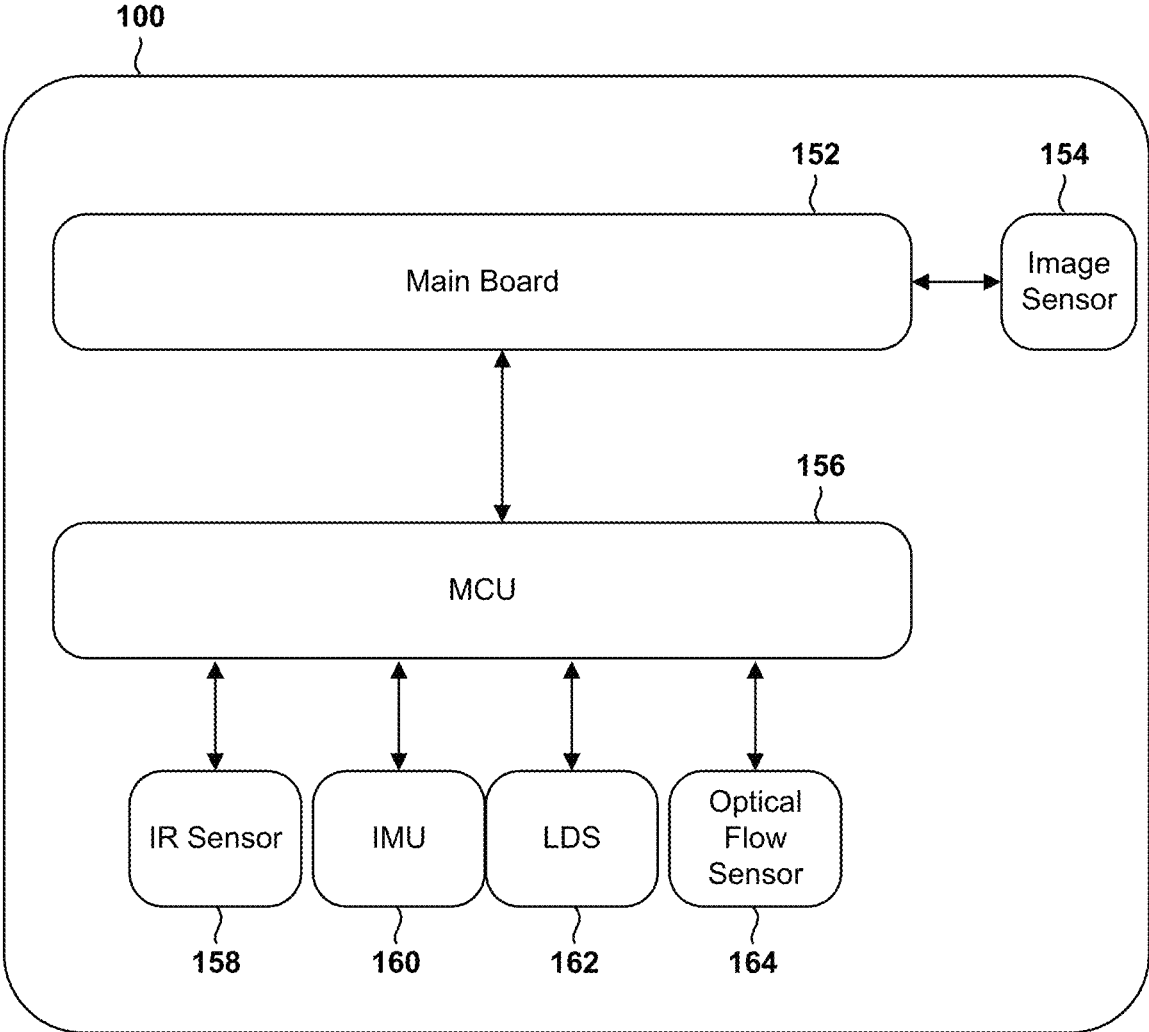 100
152
154
Main Board
Image
Sensor
156
MCU
IR Sensor
IMU
LDS
Optical
Flow
Sensor
158
160
162
164